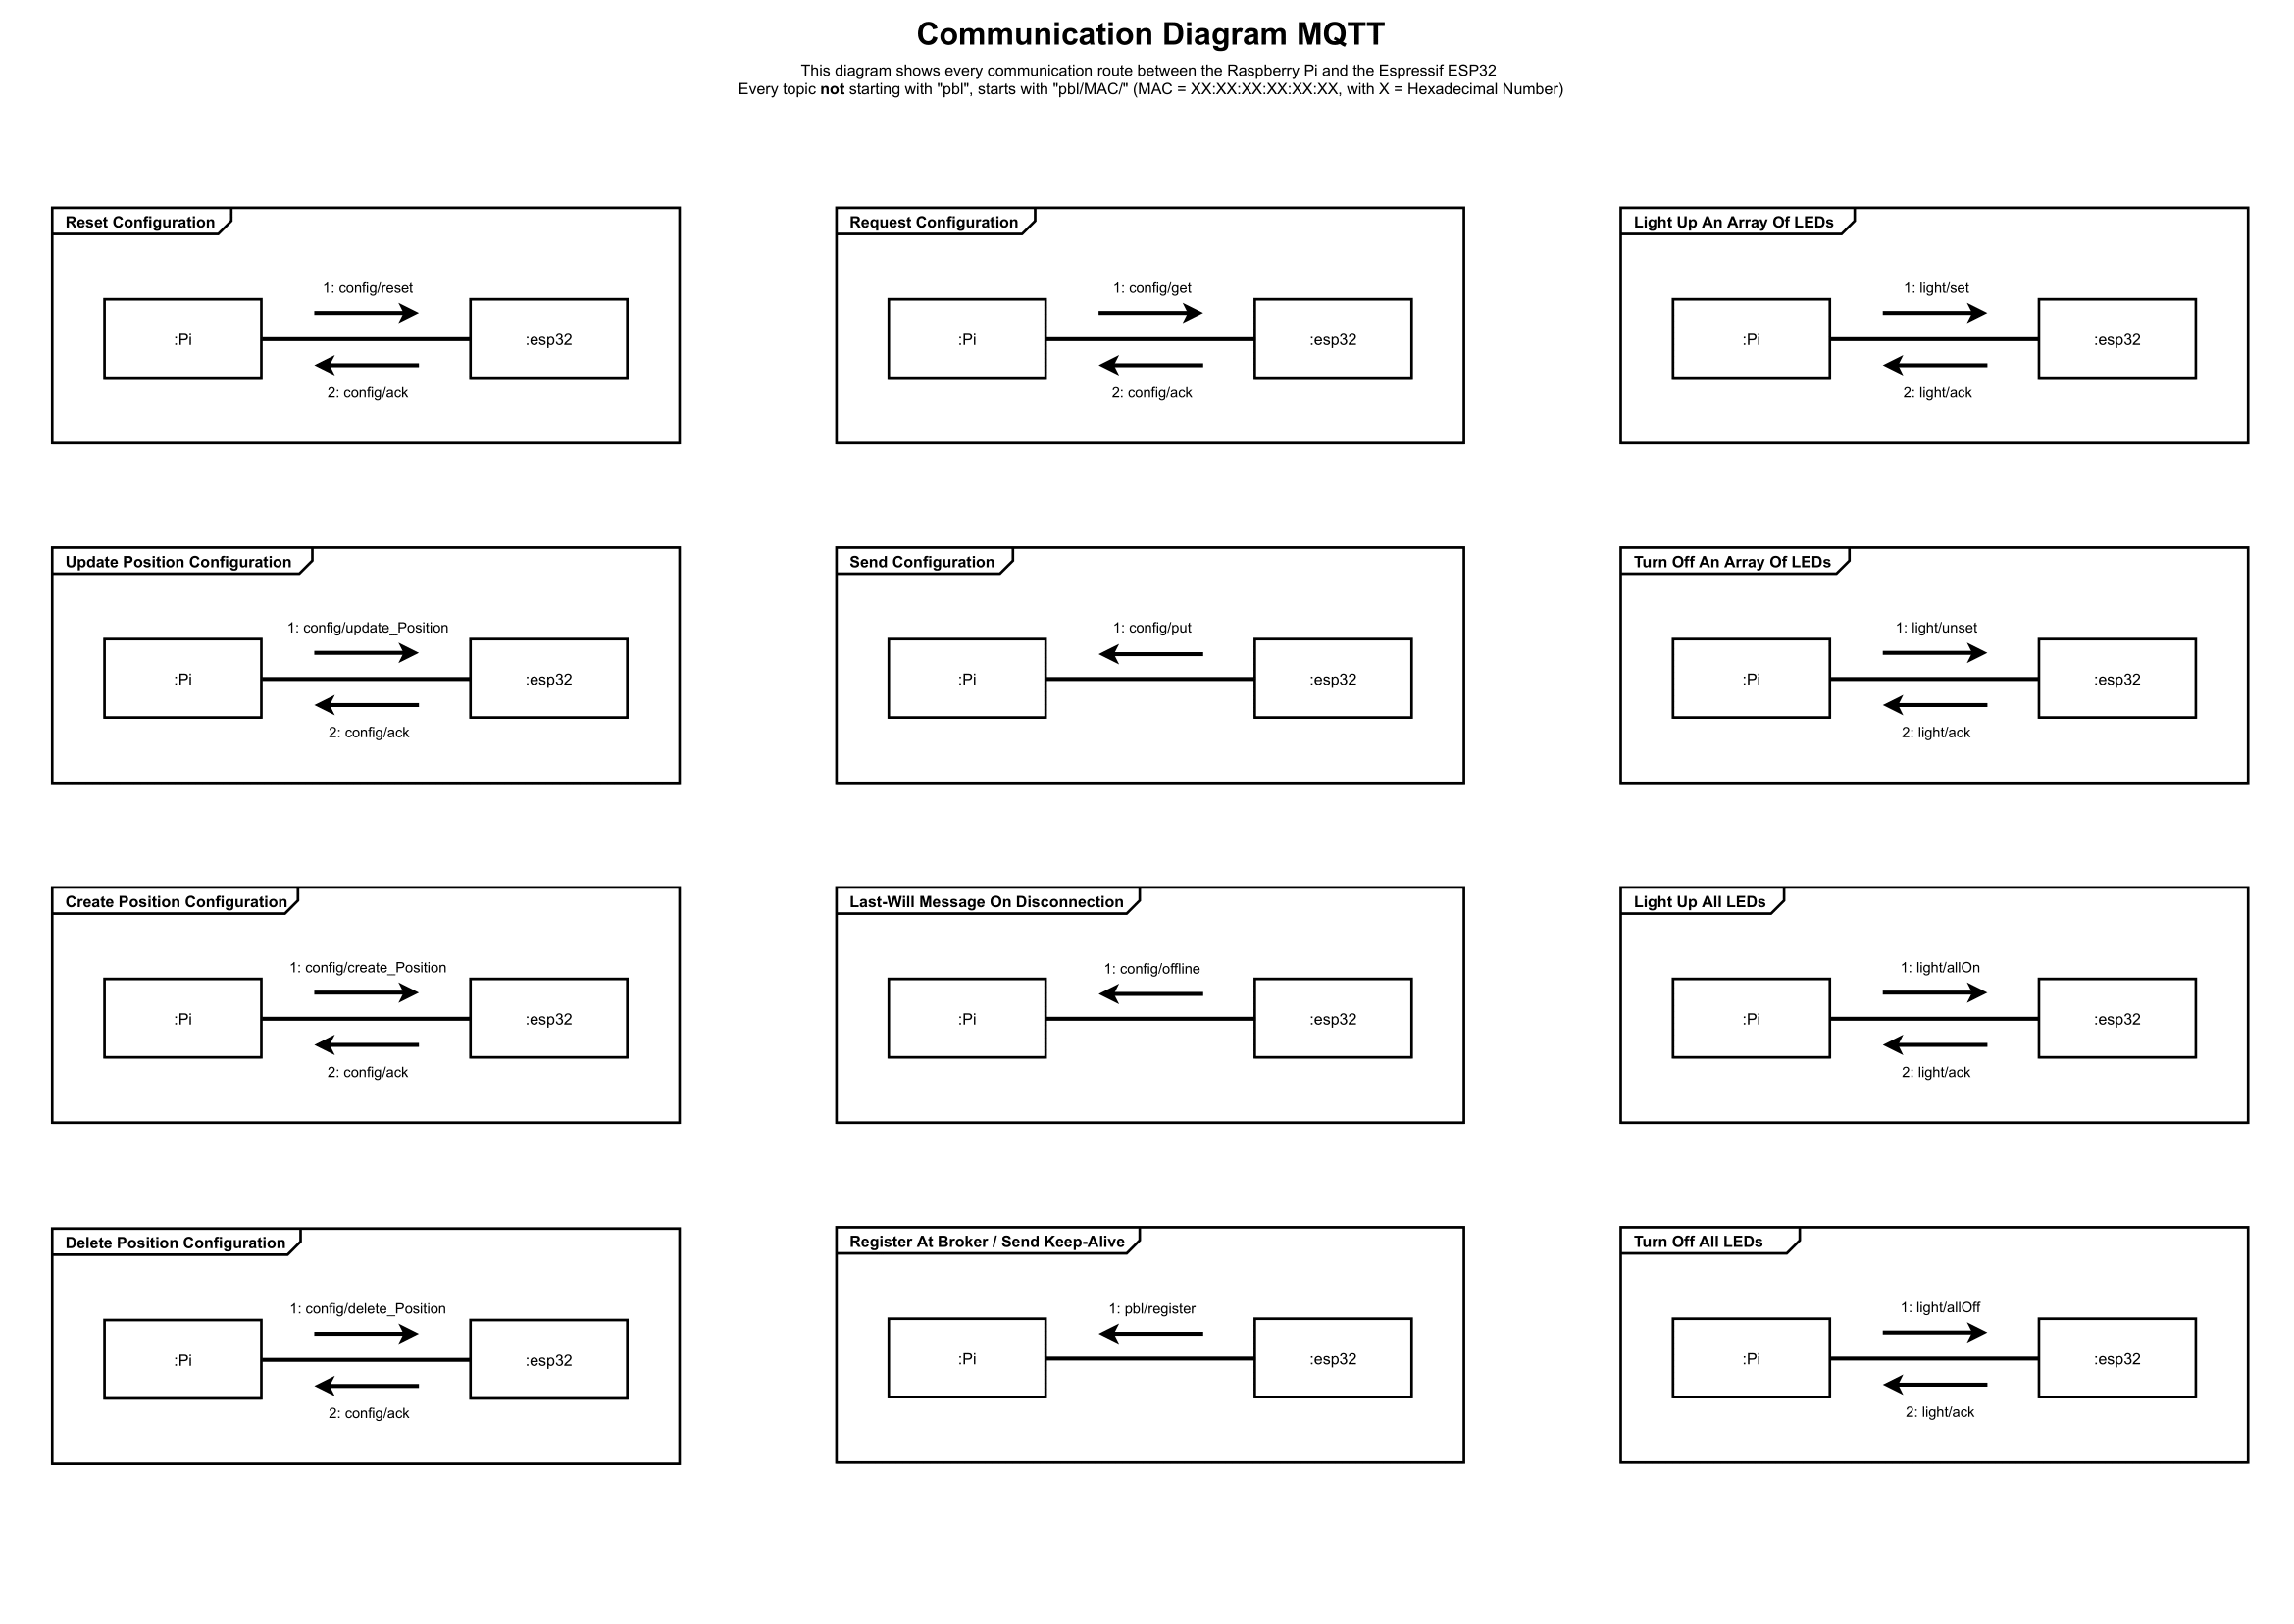 Communication Diagram MQTT
This diagram shows every communication route between the Raspberry Pi and the Espressif ESP32
Every topic not starting with "pbl", starts with "pbl/MAC/" (MAC = XX:XX:XX:XX:XX:XX, with X = Hexadecimal Number)
Reset Configuration
1: config/reset
:Pi
:esp32
2: config/ack
Request Configuration
1: config/get
:Pi
:esp32
2: config/ack
Light Up An Array Of LEDs
1: light/set
:Pi
:esp32
2: light/ack
Update Position Configuration
1: config/update_Position
:Pi
:esp32
2: config/ack
Send Configuration
1: config/put
:Pi
:esp32
Turn Off An Array Of LEDs
1: light/unset
:Pi
:esp32
2: light/ack
Create Position Configuration
1: config/create_Position
:Pi
:esp32
2: config/ack
Last-Will Message On Disconnection
1: config/offline
:Pi
:esp32
Light Up All LEDs
1: light/allOn
:Pi
:esp32
2: light/ack
Delete Position Configuration
1: config/delete_Position
:Pi
:esp32
2: config/ack
Register At Broker / Send Keep-Alive
1: pbl/register
:Pi
:esp32
Turn Off All LEDs
1: light/allOff
:Pi
:esp32
2: light/ack